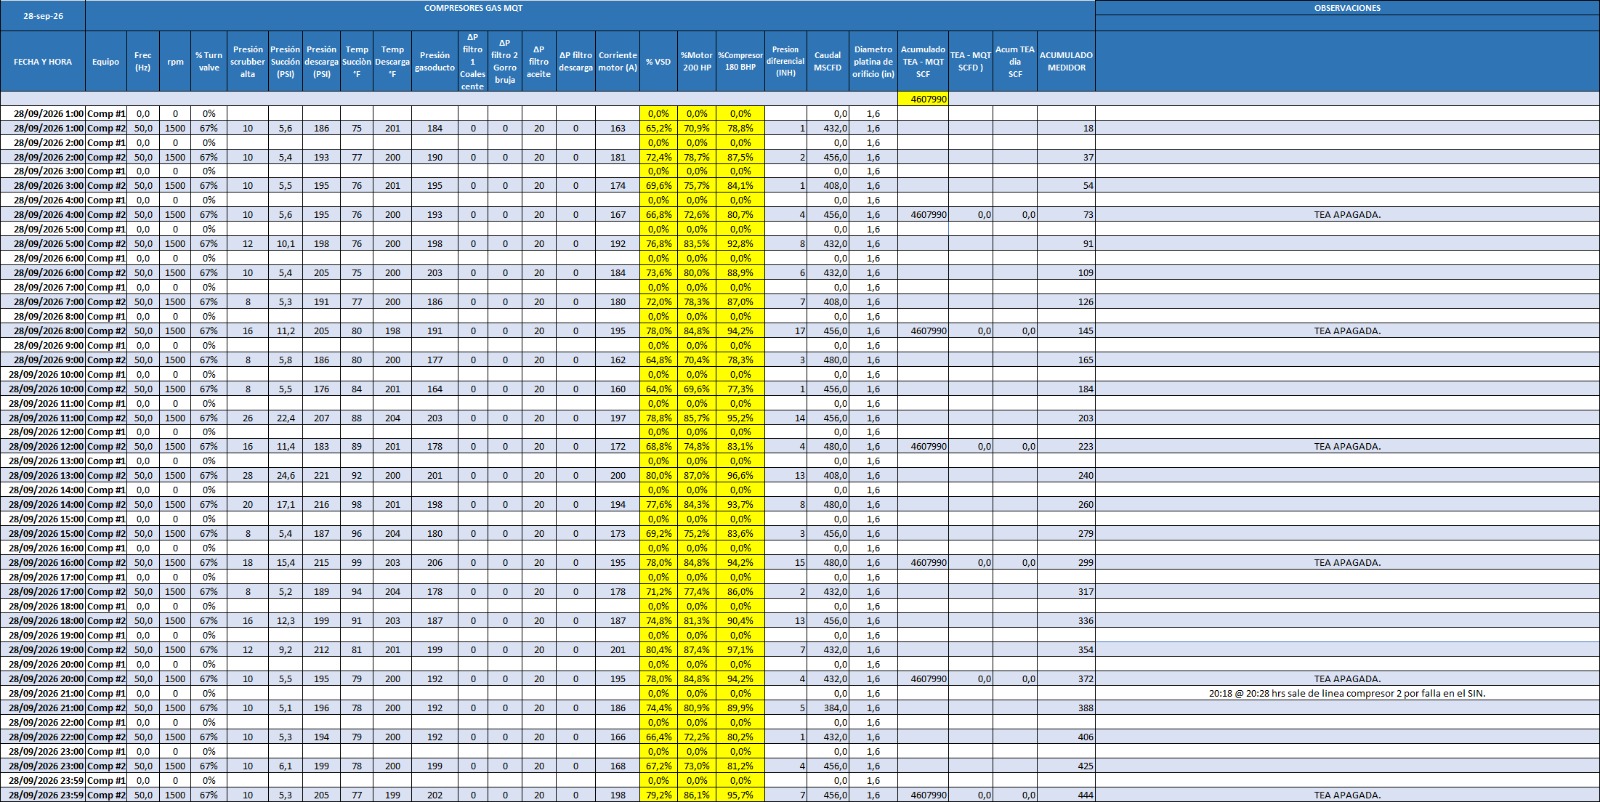 28-sep-26 COMPRESORES GAS MQT OBSERVACIONES
FECHA Y HORA Equipo Frec (Hz) rpm % Turn valve Presión scrubber alta Presión Succión (PSI) Presión descarga (PSI) Temp Succiòn °F Temp Descarga °F Presión gasoducto ΔP filtro 1 Coales cente ΔP filtro 2 Gorro bruja ΔP filtro aceite ΔP filtro descarga Corriente motor (A) % VSD %Motor 200 HP %Compresor 180 BHP Presion diferencial (INH) Caudal MSCFD Diametro platina de orificio (in) Acumulado TEA - MQT SCF TEA - MQT SCFD ) Acum TEA dia SCF ACUMULADO MEDIDOR
4607990
28/09/2026 1:00 Comp #1 0,0 0 0% 0,0% 0,0% 0,0% 0,0 1,6
28/09/2026 1:00 Comp #2 50,0 1500 67% 10 5,6 186 75 201 184 0 0 20 0 163 65,2% 70,9% 78,8% 1 432,0 1,6 18
28/09/2026 2:00 Comp #1 0,0 0 0% 0,0% 0,0% 0,0% 0,0 1,6
28/09/2026 2:00 Comp #2 50,0 1500 67% 10 5,4 193 77 200 190 0 0 20 0 181 72,4% 78,7% 87,5% 2 456,0 1,6 37
28/09/2026 3:00 Comp #1 0,0 0 0% 0,0% 0,0% 0,0% 0,0 1,6
28/09/2026 3:00 Comp #2 50,0 1500 67% 10 5,5 195 76 201 195 0 0 20 0 174 69,6% 75,7% 84,1% 1 408,0 1,6 54
28/09/2026 4:00 Comp #1 0,0 0 0% 0,0% 0,0% 0,0% 0,0 1,6
28/09/2026 4:00 Comp #2 50,0 1500 67% 10 5,6 195 76 200 193 0 0 20 0 167 66,8% 72,6% 80,7% 4 456,0 1,6 4607990 0,0 0,0 73 TEA APAGADA.
28/09/2026 5:00 Comp #1 0,0 0 0% 0,0% 0,0% 0,0% 0,0 1,6
28/09/2026 5:00 Comp #2 50,0 1500 67% 12 10,1 198 76 200 198 0 0 20 0 192 76,8% 83,5% 92,8% 8 432,0 1,6 91
28/09/2026 6:00 Comp #1 0,0 0 0% 0,0% 0,0% 0,0% 0,0 1,6
28/09/2026 6:00 Comp #2 50,0 1500 67% 10 5,4 205 75 200 203 0 0 20 0 184 73,6% 80,0% 88,9% 6 432,0 1,6 109
28/09/2026 7:00 Comp #1 0,0 0 0% 0,0% 0,0% 0,0% 0,0 1,6
28/09/2026 7:00 Comp #2 50,0 1500 67% 8 5,3 191 77 200 186 0 0 20 0 180 72,0% 78,3% 87,0% 7 408,0 1,6 126
28/09/2026 8:00 Comp #1 0,0 0 0% 0,0% 0,0% 0,0% 0,0 1,6
28/09/2026 8:00 Comp #2 50,0 1500 67% 16 11,2 205 80 198 191 0 0 20 0 195 78,0% 84,8% 94,2% 17 456,0 1,6 4607990 0,0 0,0 145 TEA APAGADA.
28/09/2026 9:00 Comp #1 0,0 0 0% 0,0% 0,0% 0,0% 0,0 1,6
28/09/2026 9:00 Comp #2 50,0 1500 67% 8 5,8 186 80 200 177 0 0 20 0 162 64,8% 70,4% 78,3% 3 480,0 1,6 165
28/09/2026 10:00 Comp #1 0,0 0 0% 0,0% 0,0% 0,0% 0,0 1,6
28/09/2026 10:00 Comp #2 50,0 1500 67% 8 5,5 176 84 201 164 0 0 20 0 160 64,0% 69,6% 77,3% 1 456,0 1,6 184
28/09/2026 11:00 Comp #1 0,0 0 0% 0,0% 0,0% 0,0% 0,0 1,6
28/09/2026 11:00 Comp #2 50,0 1500 67% 26 22,4 207 88 204 203 0 0 20 0 197 78,8% 85,7% 95,2% 14 456,0 1,6 203
28/09/2026 12:00 Comp #1 0,0 0 0% 0,0% 0,0% 0,0% 0,0 1,6
28/09/2026 12:00 Comp #2 50,0 1500 67% 16 11,4 183 89 201 178 0 0 20 0 172 68,8% 74,8% 83,1% 4 480,0 1,6 4607990 0,0 0,0 223 TEA APAGADA.
28/09/2026 13:00 Comp #1 0,0 0 0% 0,0% 0,0% 0,0% 0,0 1,6
28/09/2026 13:00 Comp #2 50,0 1500 67% 28 24,6 221 92 200 201 0 0 20 0 200 80,0% 87,0% 96,6% 13 408,0 1,6 240
28/09/2026 14:00 Comp #1 0,0 0 0% 0,0% 0,0% 0,0% 0,0 1,6
28/09/2026 14:00 Comp #2 50,0 1500 67% 20 17,1 216 98 201 198 0 0 20 0 194 77,6% 84,3% 93,7% 8 480,0 1,6 260
28/09/2026 15:00 Comp #1 0,0 0 0% 0,0% 0,0% 0,0% 0,0 1,6
28/09/2026 15:00 Comp #2 50,0 1500 67% 8 5,4 187 96 204 180 0 0 20 0 173 69,2% 75,2% 83,6% 3 456,0 1,6 279
28/09/2026 16:00 Comp #1 0,0 0 0% 0,0% 0,0% 0,0% 0,0 1,6
28/09/2026 16:00 Comp #2 50,0 1500 67% 18 15,4 215 99 203 206 0 0 20 0 195 78,0% 84,8% 94,2% 15 480,0 1,6 4607990 0,0 0,0 299 TEA APAGADA.
28/09/2026 17:00 Comp #1 0,0 0 0% 0,0% 0,0% 0,0% 0,0 1,6
28/09/2026 17:00 Comp #2 50,0 1500 67% 8 5,2 189 94 204 178 0 0 20 0 178 71,2% 77,4% 86,0% 2 432,0 1,6 317
28/09/2026 18:00 Comp #1 0,0 0 0% 0,0% 0,0% 0,0% 0,0 1,6
28/09/2026 18:00 Comp #2 50,0 1500 67% 16 12,3 199 91 203 187 0 0 20 0 187 74,8% 81,3% 90,4% 13 456,0 1,6 336
28/09/2026 19:00 Comp #1 0,0 0 0% 0,0% 0,0% 0,0% 0,0 1,6
28/09/2026 19:00 Comp #2 50,0 1500 67% 12 9,2 212 81 201 199 0 0 20 0 201 80,4% 87,4% 97,1% 7 432,0 1,6 354
28/09/2026 20:00 Comp #1 0,0 0 0% 0,0% 0,0% 0,0% 0,0 1,6
28/09/2026 20:00 Comp #2 50,0 1500 67% 10 5,5 195 79 200 192 0 0 20 0 195 78,0% 84,8% 94,2% 4 432,0 1,6 4607990 0,0 0,0 372 TEA APAGADA.
28/09/2026 21:00 Comp #1 0,0 0 0% 0,0% 0,0% 0,0% 0,0 1,6 20:18 @ 20:28 hrs sale de linea compresor 2 por falla en el SIN.
28/09/2026 21:00 Comp #2 50,0 1500 67% 10 5,1 196 78 200 192 0 0 20 0 186 74,4% 80,9% 89,9% 5 384,0 1,6 388
28/09/2026 22:00 Comp #1 0,0 0 0% 0,0% 0,0% 0,0% 0,0 1,6
28/09/2026 22:00 Comp #2 50,0 1500 67% 10 5,3 194 79 200 192 0 0 20 0 166 66,4% 72,2% 80,2% 1 432,0 1,6 406
28/09/2026 23:00 Comp #1 0,0 0 0% 0,0% 0,0% 0,0% 0,0 1,6
28/09/2026 23:00 Comp #2 50,0 1500 67% 10 6,1 199 78 200 199 0 0 20 0 168 67,2% 73,0% 81,2% 4 456,0 1,6 425
28/09/2026 23:59 Comp #1 0,0 0 0% 0,0% 0,0% 0,0% 0,0 1,6
28/09/2026 23:59 Comp #2 50,0 1500 67% 10 5,3 205 77 199 202 0 0 20 0 198 79,2% 86,1% 95,7% 7 456,0 1,6 4607990 0,0 0,0 444 TEA APAGADA.